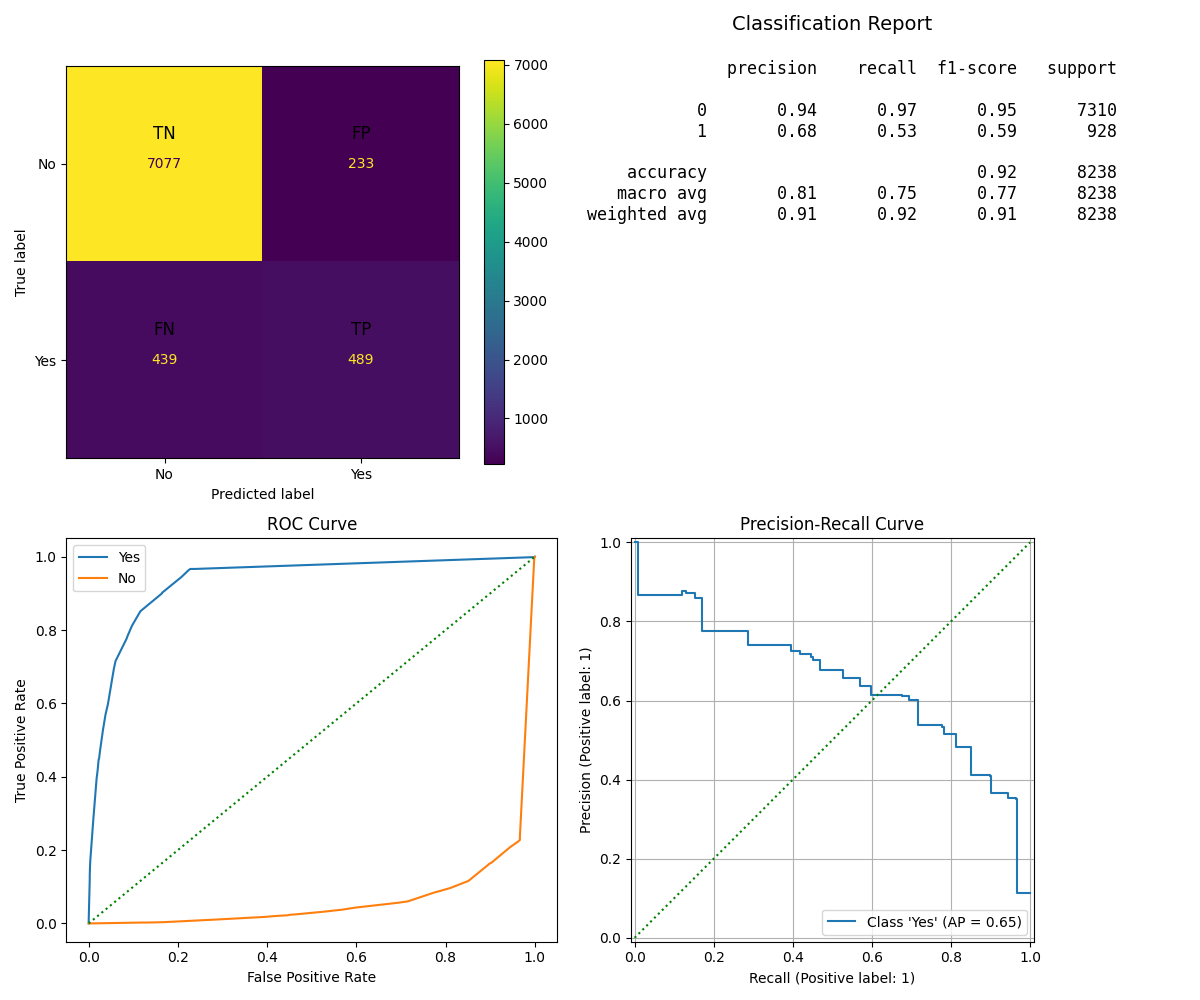 Classification Report
precision recall f1-score support
0 0.94 0.97 0.95 7310
1 0.68 0.53 0.59 928
accuracy 0.92 8238
macro avg 0.81 0.75 0.77 8238
weighted avg 0.91 0.92 0.91 8238
True label
No
Yes
TN
7077
FP
233
FN
439
TP
489
No
Yes
Predicted label
7000
6000
5000
4000
3000
2000
1000
ROC Curve
Yes
No
True Positive Rate
1.0
0.8
0.6
0.4
0.2
0.0
0.0
0.2
0.4
0.6
0.8
1.0
False Positive Rate
Precision-Recall Curve
Precision (Positive label: 1)
1.0
0.8
0.6
0.4
0.2
0.0
Class 'Yes' (AP = 0.65)
0.0
0.2
0.4
0.6
0.8
1.0
Recall (Positive label: 1)